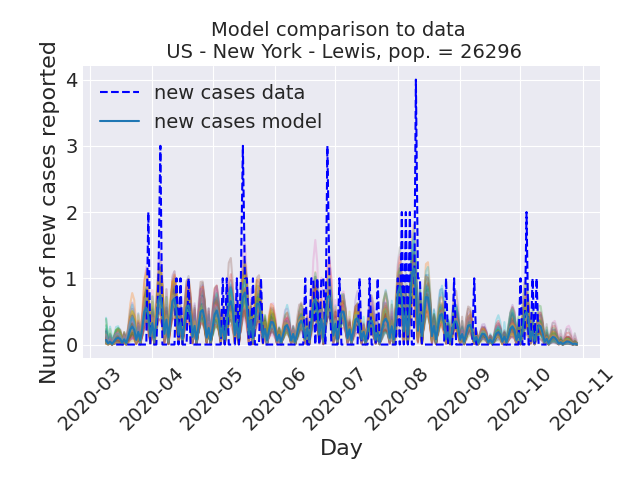 Model comparison to data
US - New York - Lewis, pop. = 26296
Number of new cases reported
4
3
2
1
0
new cases data
new cases model
2020-03
2020-04
2020-05
2020-06
2020-07
2020-08
2020-09
2020-10
2020-11
Day